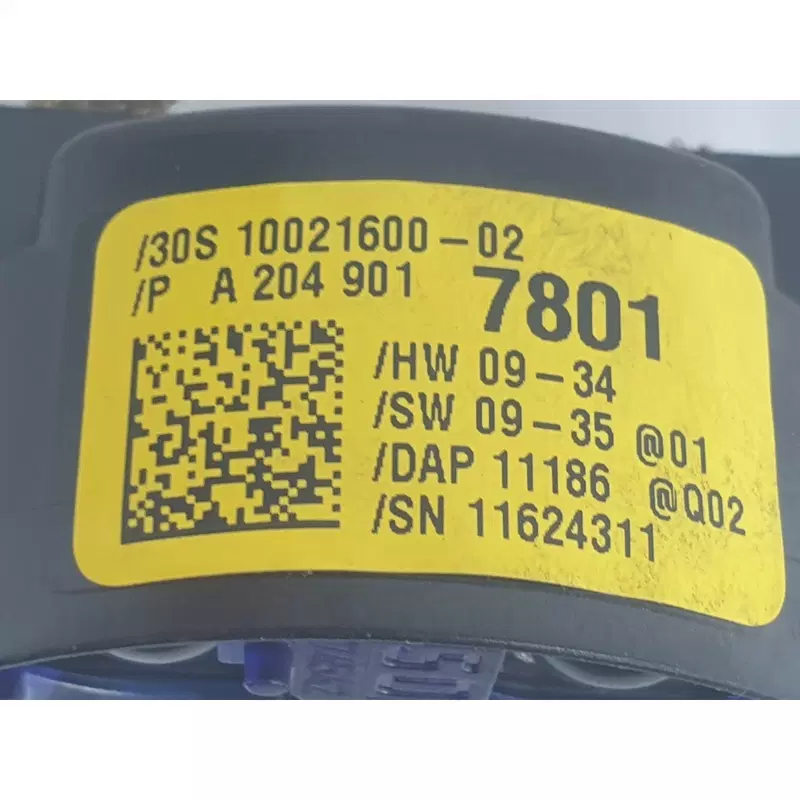 /30S 10021600-02
/P A 204 901 7801
/HW 09-34
/SW 09-35 @01
/DAP 11186 @Q02
/SN 11624311